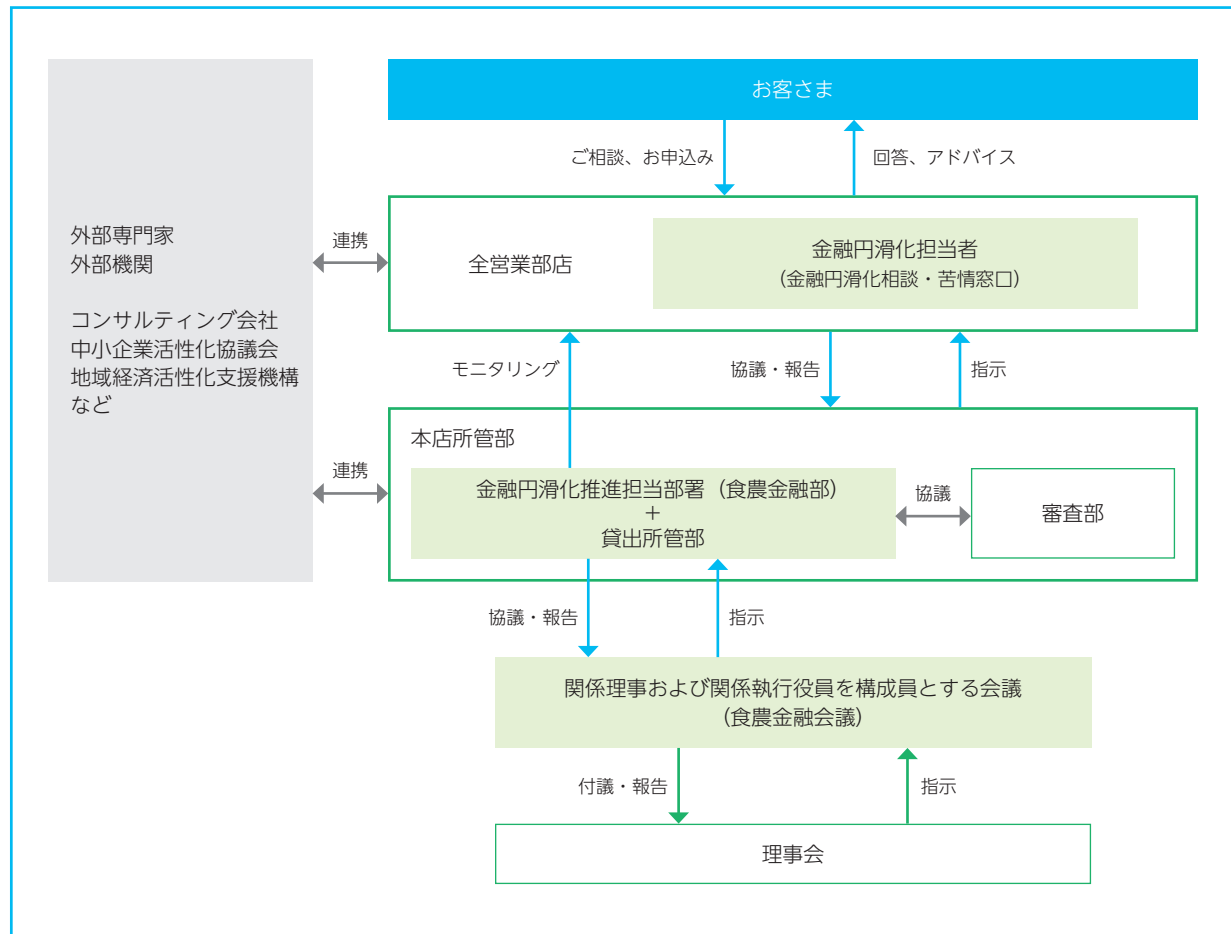 お客さま
ご相談、お申込み
回答、アドバイス
外部専門家
外部機関
コンサルティング会社
中小企業活性化協議会
地域経済活性化支援機構
など
連携
全営業部店
金融円滑化担当者
（金融円滑化相談・苦情窓口）
モニタリング
協議・報告
指示
本店所管部
連携
金融円滑化推進担当部署（食農金融部）
+
貸出所管部
協議
審査部
協議・報告
指示
関係理事および関係執行役員を構成員とする会議
（食農金融会議）
付議・報告
指示
理事会